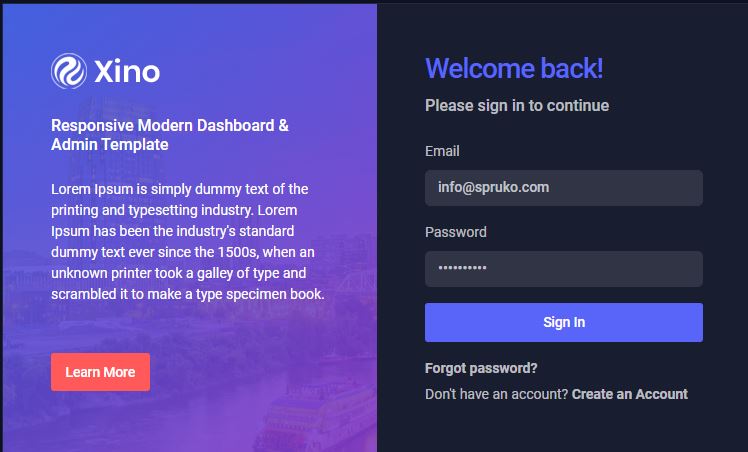 Xino
Responsive Modern Dashboard &
Admin Template
Lorem Ipsum is simply dummy text of the
printing and typesetting industry. Lorem
Ipsum has been the industry's standard
dummy text ever since the 1500s, when an
unknown printer took a galley of type and
scrambled it to make a type specimen book.
Learn More
Welcome back!
Please sign in to continue
Email
info@spruko.com
Password
••••••••••
Sign In
Forgot password?
Don't have an account? Create an Account